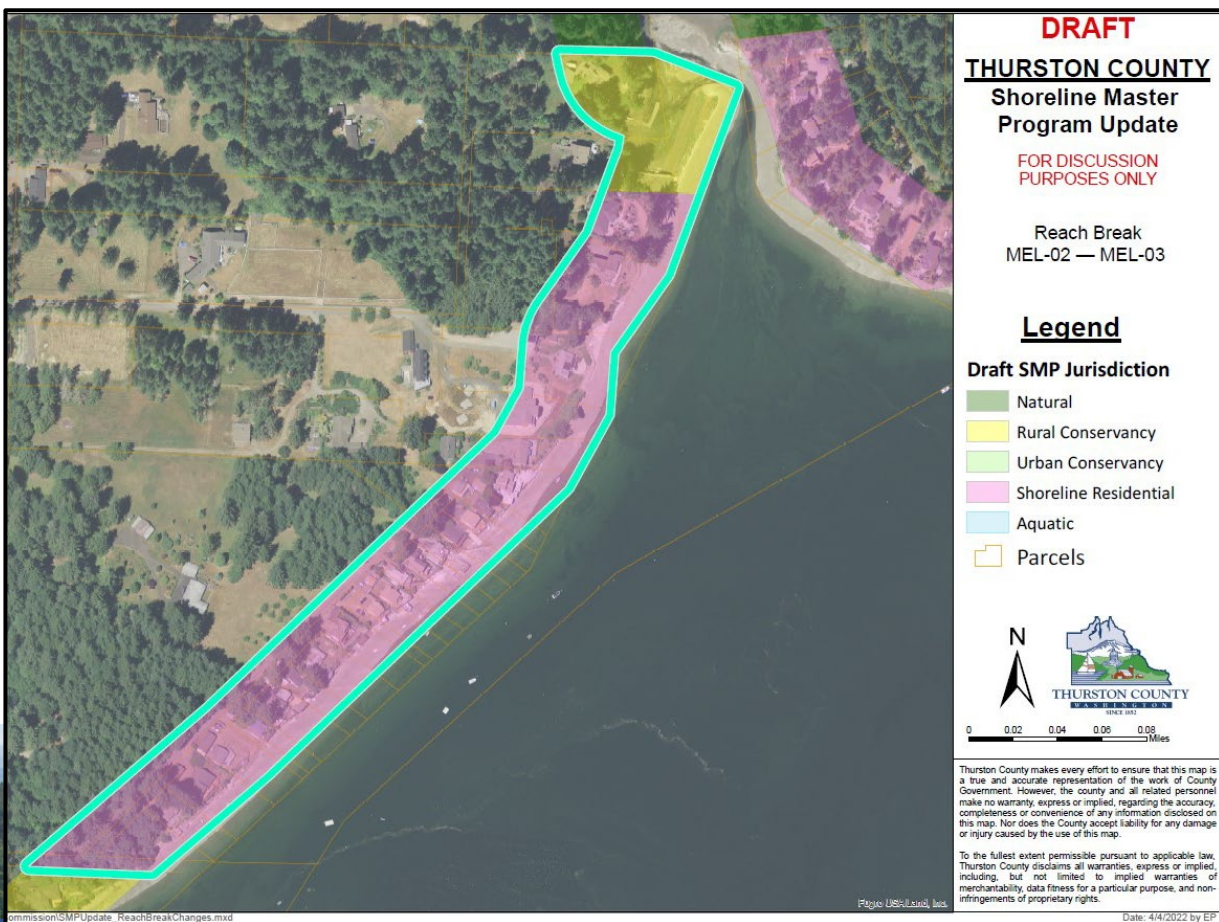 DRAFT
THURSTON COUNTY
Shoreline Master
Program Update
FOR DISCUSSION
PURPOSES ONLY
Reach Break
MEL-02 — MEL-03
Legend
Draft SMP Jurisdiction
Natural
Rural Conservancy
Urban Conservancy
Shoreline Residential
Aquatic
Parcels
N
THURSTON COUNTY
WASHINGTON
SINCE 1852
0 0.02 0.04 0.06 0.08
Miles
Thurston County makes every effort to ensure that this map is
a true and accurate representation of the work of County
Government. However, the county and all related personnel
make no warranty, express or implied, regarding the accuracy,
completeness or convenience of any information disclosed on
this map. Nor does the County accept liability for any damage
or injury caused by the use of this map.
To the fullest extent permissible pursuant to applicable law,
Thurston County disclaims all warranties, express or implied,
including, but not limited to implied warranties of
merchantability, data fitness for a particular purpose, and non-
infringements of proprietary rights.
Fugro USA Land, Inc.
ommission\SMPUpdate_ReachBreakChanges.mxd
Date: 4/4/2022 by EP